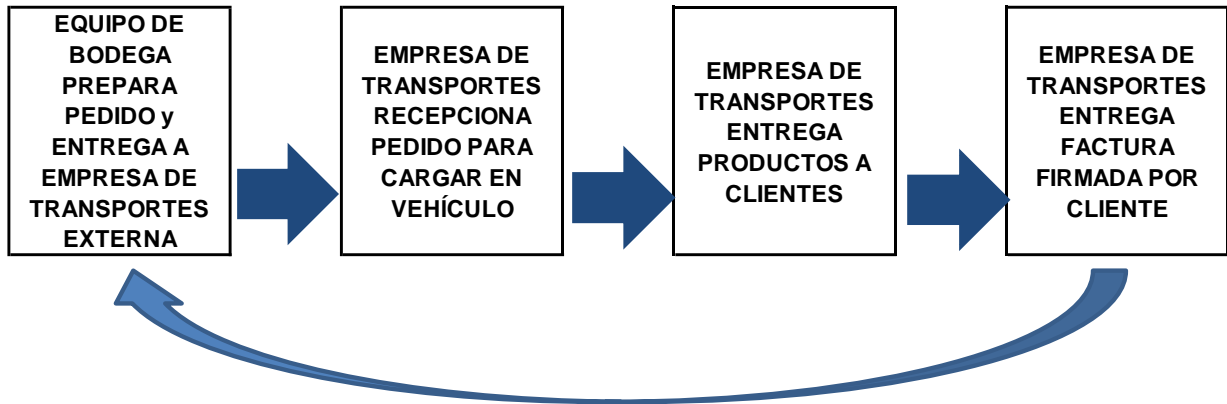 EQUIPO DE
BODEGA
PREPARA
PEDIDO y
ENTREGA A
EMPRESA DE
TRANSPORTES
EXTERNA
EMPRESA DE
TRANSPORTES
RECEPCIONA
PEDIDO PARA
CARGAR EN
VEHÍCULO
EMPRESA DE
TRANSPORTES
ENTREGA
PRODUCTOS A
CLIENTES
EMPRESA DE
TRANSPORTES
ENTREGA
FACTURA
FIRMADA POR
CLIENTE